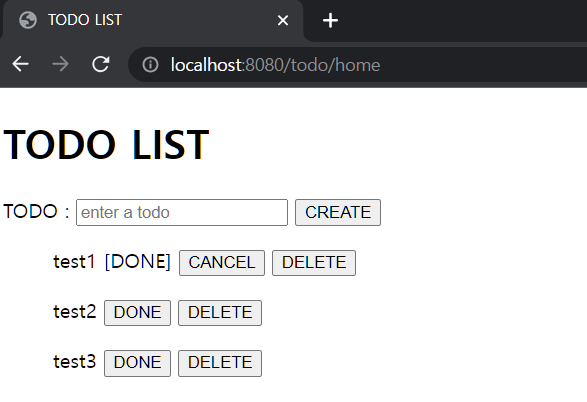 TODO LIST
localhost:8080/todo/home
TODO LIST
TODO : enter a todo CREATE
test1 [DONE] CANCEL DELETE
test2 DONE DELETE
test3 DONE DELETE